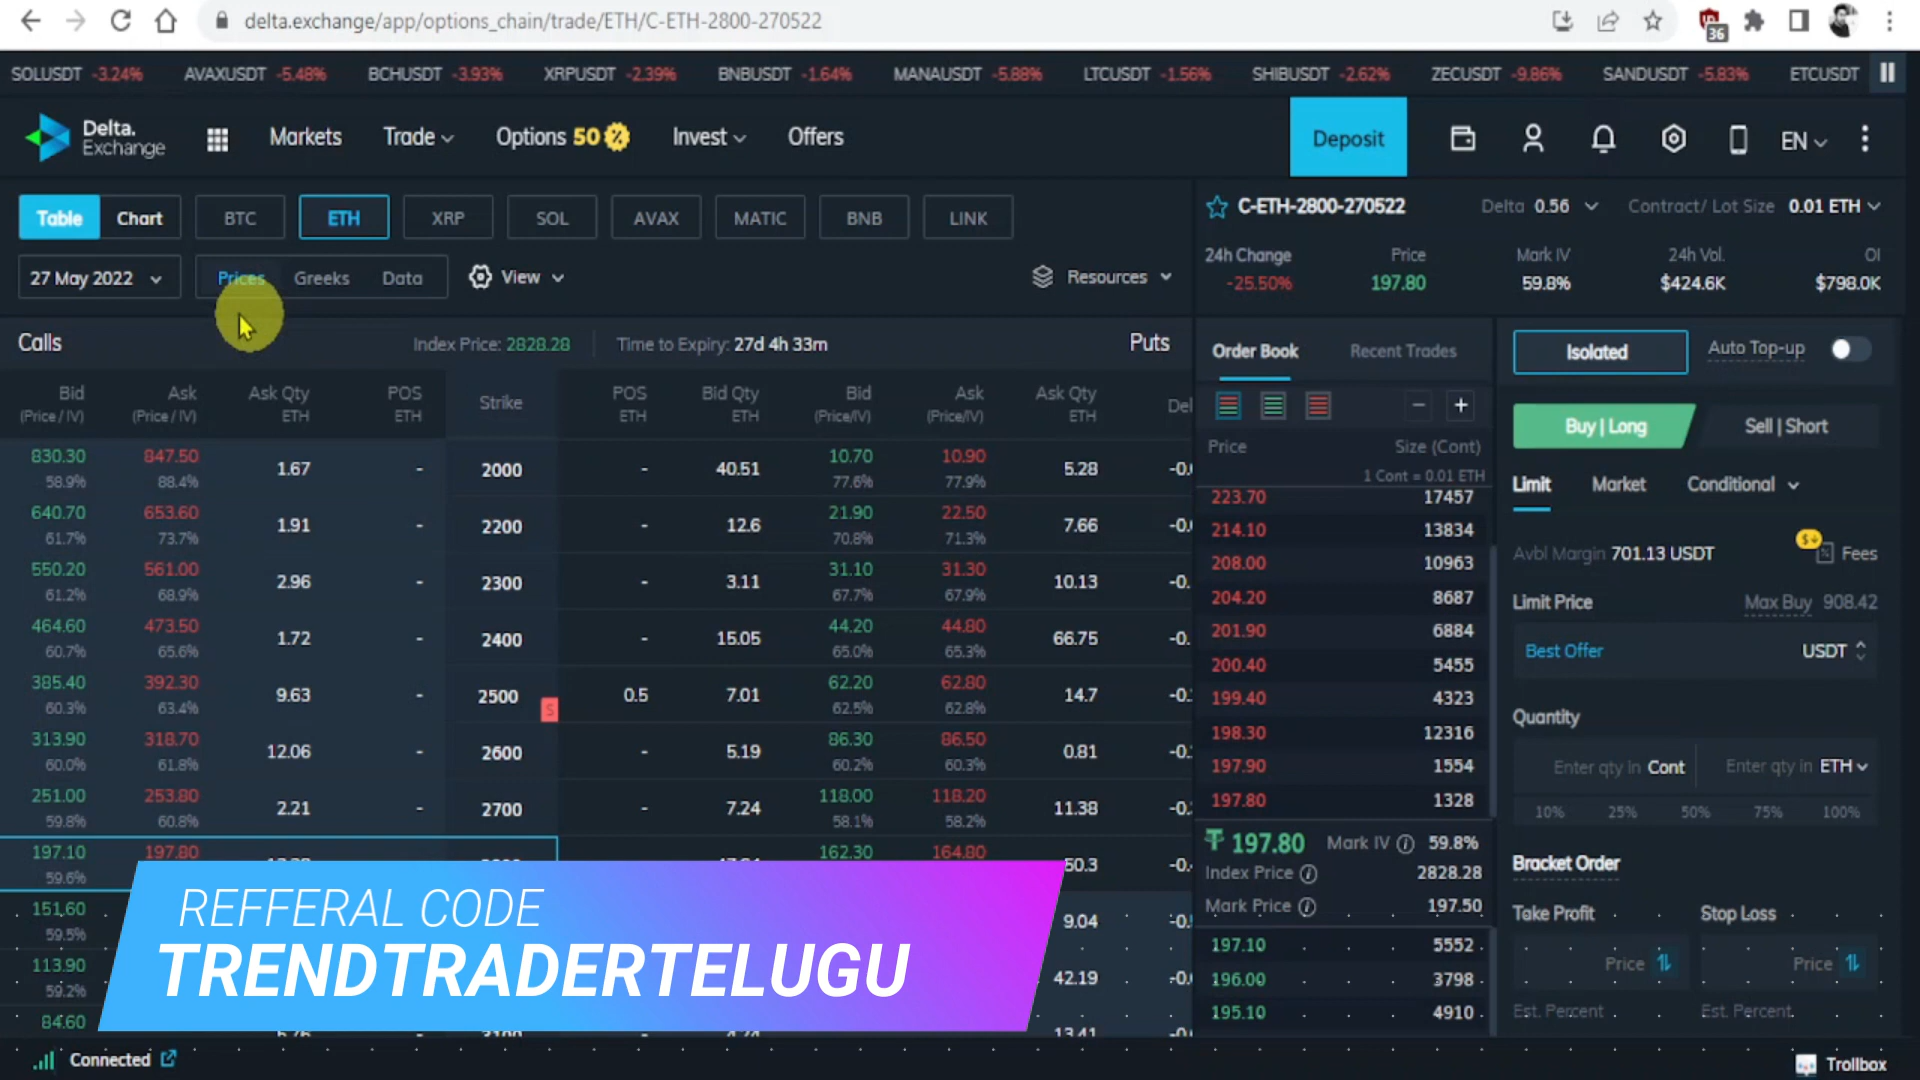 delta.exchange/app/options_chain/trade/ETH/C-ETH-2800-270522
36
SOLUSDT -3.24% AVAXUSDT -5.48% BCHUSDT -3.93% XRPUSDT -2.39% BNBUSDT -1.64% MANAUSDT -5.88% LTCUSDT -1.56% SHIBUSDT -2.62% ZECUSDT -9.86% SANDUSDT -5.83% ETCUSDT
Delta.
Exchange
Markets Trade Options 50% Invest Offers
Deposit
EN
Table Chart BTC ETH XRP SOL AVAX MATIC BNB LINK
27 May 2022 Prices Greeks Data View Resources
Calls Index Price: 2828.28 Time to Expiry: 27d 4h 33m Puts
Bid Ask Ask Qty POS Strike POS Bid Qty Bid Ask Ask Qty Del
(Price / IV) (Price / IV) ETH ETH ETH ETH (Price/IV) (Price/IV) ETH
830.30 847.50 1.67 - 2000 - 40.51 10.70 10.90 5.28
58.9% 88.4% 77.6% 77.9%
640.70 653.60 1.91 - 2200 - 12.6 21.90 22.50 7.66
61.7% 73.7% 70.8% 71.3%
550.20 561.00 2.96 - 2300 - 3.11 31.10 31.30 10.13
61.2% 68.9% 67.7% 67.9%
464.60 473.50 1.72 - 2400 - 15.05 44.20 44.80 66.75
60.7% 65.6% 65.0% 65.3%
385.40 392.30 9.63 - 2500 S 0.5 7.01 62.20 62.80 14.7
60.3% 63.4% 62.5% 62.8%
313.90 318.70 12.06 - 2600 - 5.19 86.30 86.50 0.81
60.0% 61.8% 60.2% 60.3%
251.00 253.80 2.21 - 2700 - 7.24 118.00 118.20 11.38
59.8% 60.8% 58.1% 58.2%
197.10 197.80 162.30 164.80 50.3
59.6%
151.60 9.04
59.5%
113.90 42.19
59.2%
84.60 13.41
REFFERAL CODE
TRENDTRADERTELUGU
Connected
C-ETH-2800-270522 Delta 0.56 Contract/ Lot Size 0.01 ETH
24h Change Price Mark IV 24h Vol. OI
-25.50% 197.80 59.8% $424.6K $798.0K
Order Book Recent Trades
Price Size (Cont)
1 Cont = 0.01 ETH
223.70 17457
214.10 13834
208.00 10963
204.20 8687
201.90 6884
200.40 5455
199.40 4323
198.30 12316
197.90 1554
197.80 1328
197.80 Mark IV 59.8%
Index Price 2828.28
Mark Price 197.50
197.10 5552
196.00 3798
195.10 4910
Isolated Auto Top-up
Buy | Long Sell | Short
Limit Market Conditional
Avbl Margin 701.13 USDT Fees
Limit Price Max Buy 908.42
Best Offer USDT
Quantity
Enter qty in Cont Enter qty in ETH
10% 25% 50% 75% 100%
Bracket Order
Take Profit Stop Loss
Price Price
Est. Percent Est. Percent
Trollbox